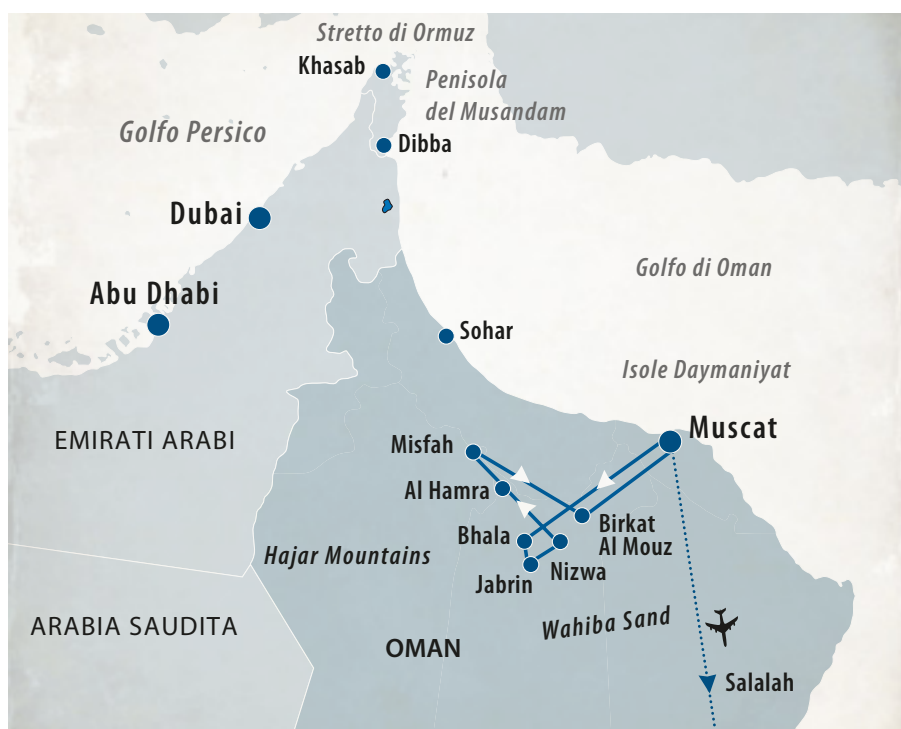 Stretto di Ormuz
Khasab
Penisola
del Musandam
Golfo Persico
Dibba
Dubai
Golfo di Oman
Abu Dhabi
Sohar
Isole Daymaniyat
Muscat
EMIRATI ARABI
Misfah
Al Hamra
Birkat
Al Mouz
Bhala
Hajar Mountains
Nizwa
Jabrin
Wahiba Sand
ARABIA SAUDITA
OMAN
Salalah